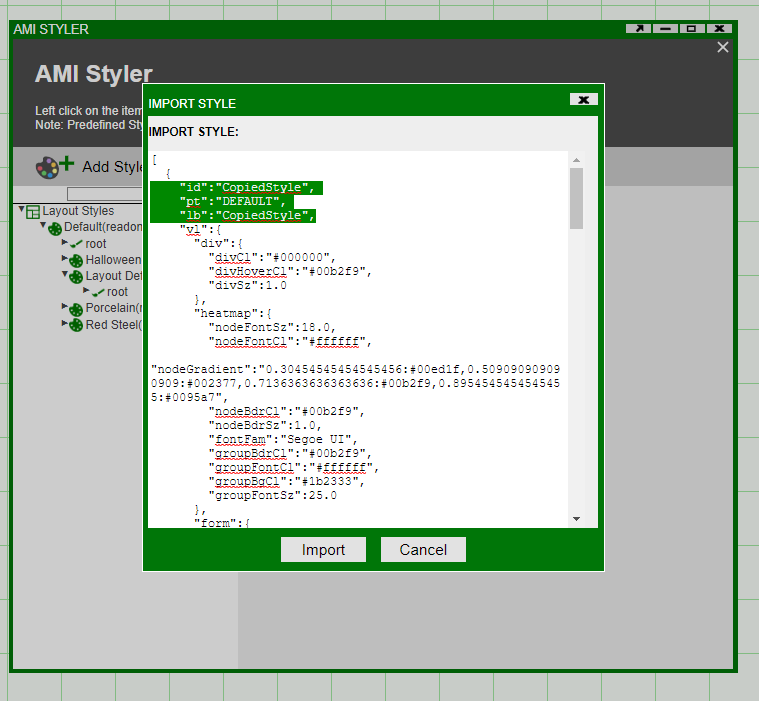 AMI STYLER
AMI Styler
Left click on the item
Note: Predefined Sty
Add Style
Layout Styles
Default(readon
root
Halloween
Layout Def
root
Porcelain(r
Red Steel(
IMPORT STYLE
IMPORT STYLE:
[
{
"id":"CopiedStyle",
"pt":"DEFAULT",
"lb":"CopiedStyle",
"vl":{
"div":{
"divCl":"#000000",
"divHoverCl":"#00b2f9",
"divSz":1.0
},
"heatmap":{
"nodeFontSz":18.0,
"nodeFontCl":"#ffffff",
"nodeGradient":"0.30454545454545456:#00ed1f,0.50909090909
0909:#002377,0.7136363636363636:#00b2f9,0.895454545454545
5:#0095a7",
"nodeBdrCl":"#00b2f9",
"nodeBdrSz":1.0,
"fontFam":"Segoe UI",
"groupBdrCl":"#00b2f9",
"groupFontCl":"#ffffff",
"groupBgCl":"#1b2333",
"groupFontSz":25.0
},
"form":{
Import
Cancel